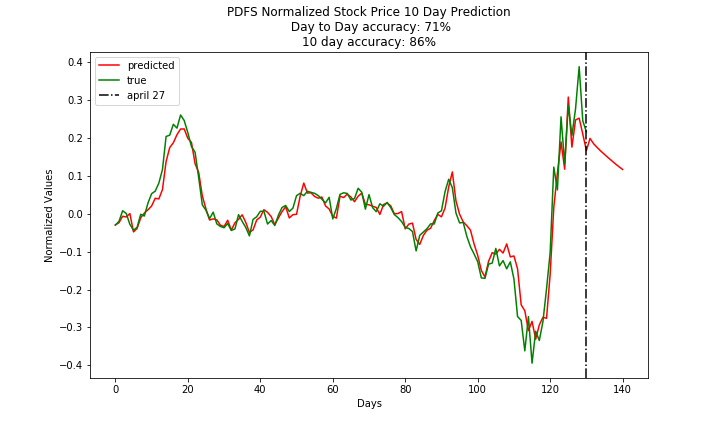 PDFS Normalized Stock Price 10 Day Prediction
Day to Day accuracy: 71%
10 day accuracy: 86%
predicted
true
april 27
Normalized Values
0.4
0.3
0.2
0.1
0.0
−0.1
−0.2
−0.3
−0.4
0 20 40 60 80 100 120 140
Days